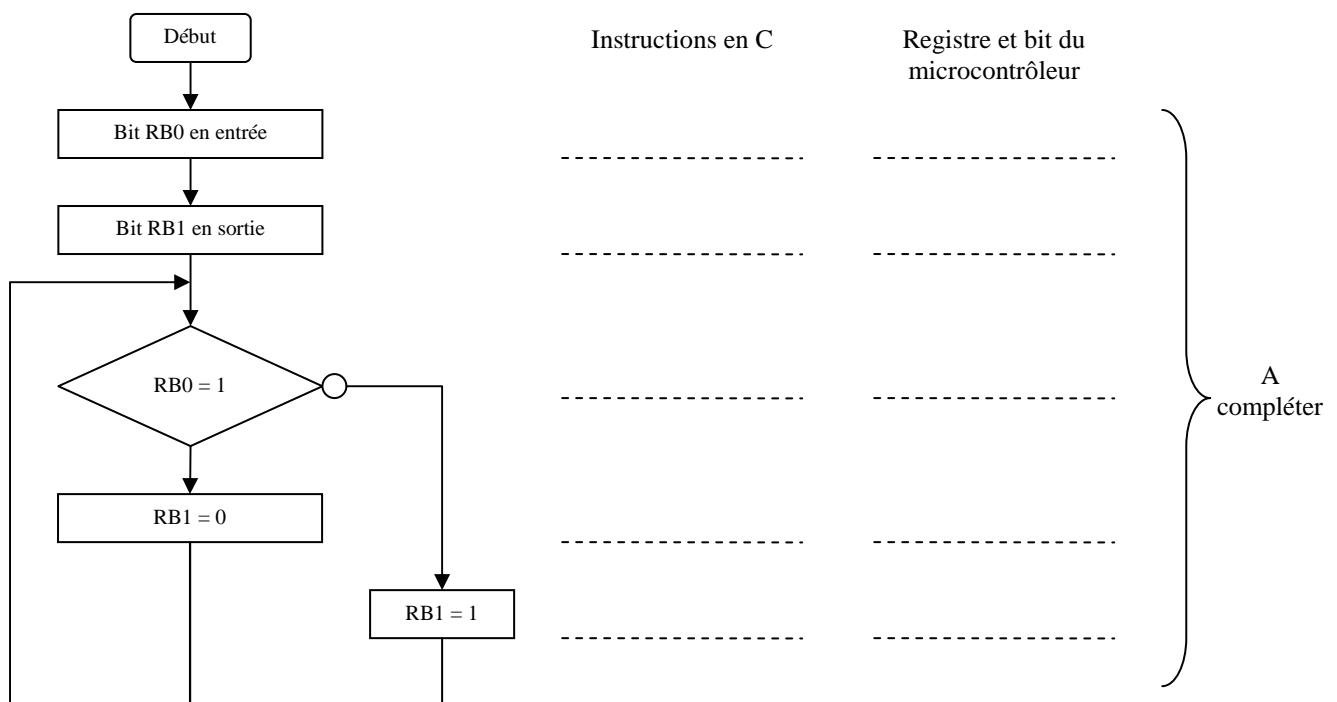 Début
Instructions en C
Registre et bit du
microcontrôleur
Bit RB0 en entrée
Bit RB1 en sortie
RB0 = 1
A
compléter
RB1 = 0
RB1 = 1